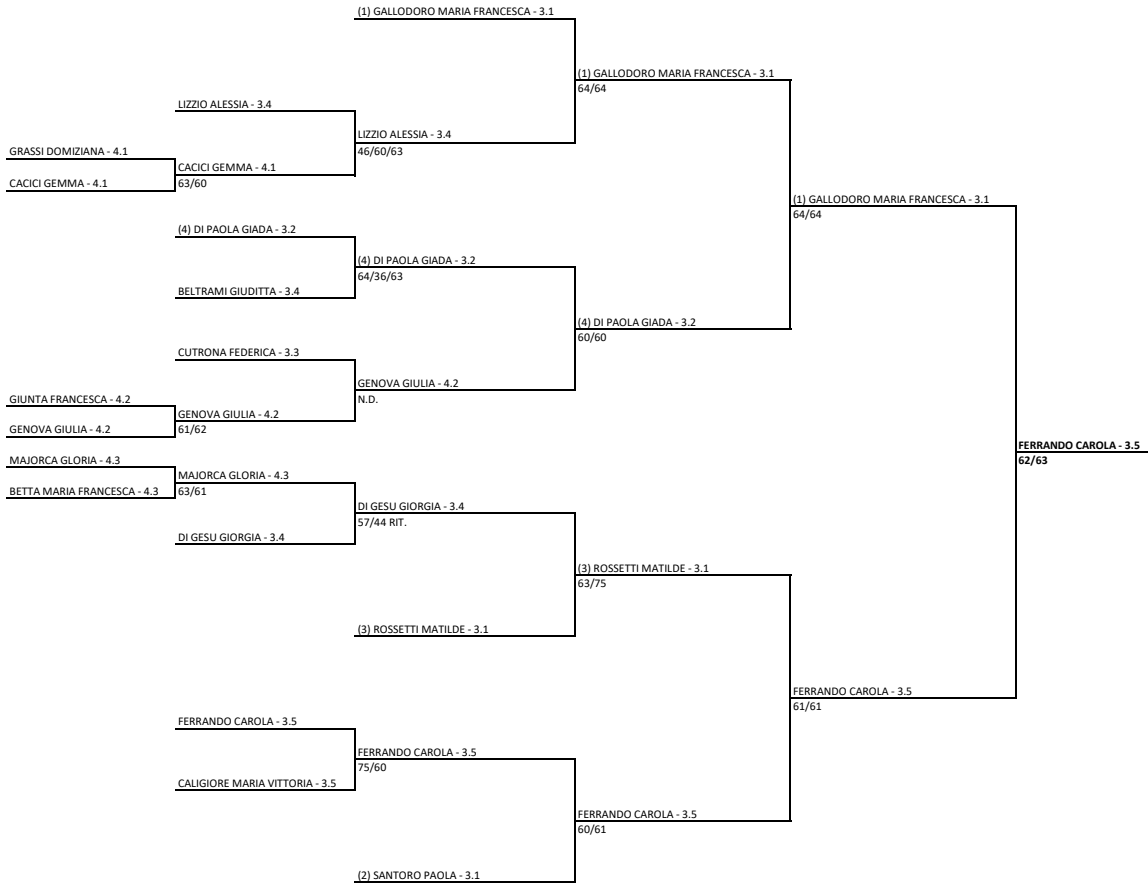 (1) GALLODORO MARIA FRANCESCA - 3.1
(1) GALLODORO MARIA FRANCESCA - 3.1
64/64
LIZZIO ALESSIA - 3.4
LIZZIO ALESSIA - 3.4
46/60/63
GRASSI DOMIZIANA - 4.1
CACICI GEMMA - 4.1
63/60
CACICI GEMMA - 4.1
(1) GALLODORO MARIA FRANCESCA - 3.1
64/64
(4) DI PAOLA GIADA - 3.2
(4) DI PAOLA GIADA - 3.2
64/36/63
BELTRAMI GIUDITTA - 3.4
(4) DI PAOLA GIADA - 3.2
60/60
CUTRONA FEDERICA - 3.3
GENOVA GIULIA - 4.2
N.D.
GIUNTA FRANCESCA - 4.2
GENOVA GIULIA - 4.2
61/62
GENOVA GIULIA - 4.2
FERRANDO CAROLA - 3.5
62/63
MAJORCA GLORIA - 4.3
MAJORCA GLORIA - 4.3
63/61
BETTA MARIA FRANCESCA - 4.3
DI GESU GIORGIA - 3.4
57/44 RIT.
DI GESU GIORGIA - 3.4
(3) ROSSETTI MATILDE - 3.1
63/75
(3) ROSSETTI MATILDE - 3.1
FERRANDO CAROLA - 3.5
61/61
FERRANDO CAROLA - 3.5
FERRANDO CAROLA - 3.5
75/60
CALIGIORE MARIA VITTORIA - 3.5
FERRANDO CAROLA - 3.5
60/61
(2) SANTORO PAOLA - 3.1